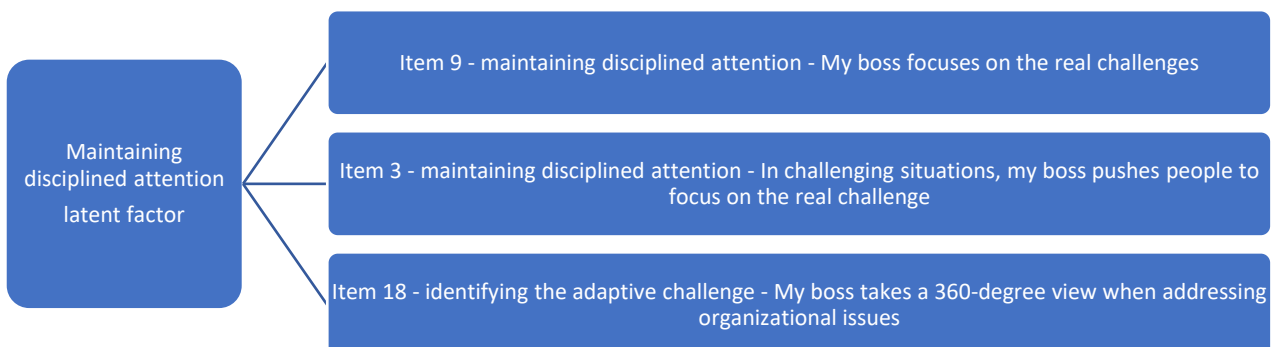 Maintaining
disciplined attention
latent factor
Item 9 - maintaining disciplined attention - My boss focuses on the real challenges
Item 3 - maintaining disciplined attention - In challenging situations, my boss pushes people to
focus on the real challenge
Item 18 - identifying the adaptive challenge - My boss takes a 360-degree view when addressing
organizational issues